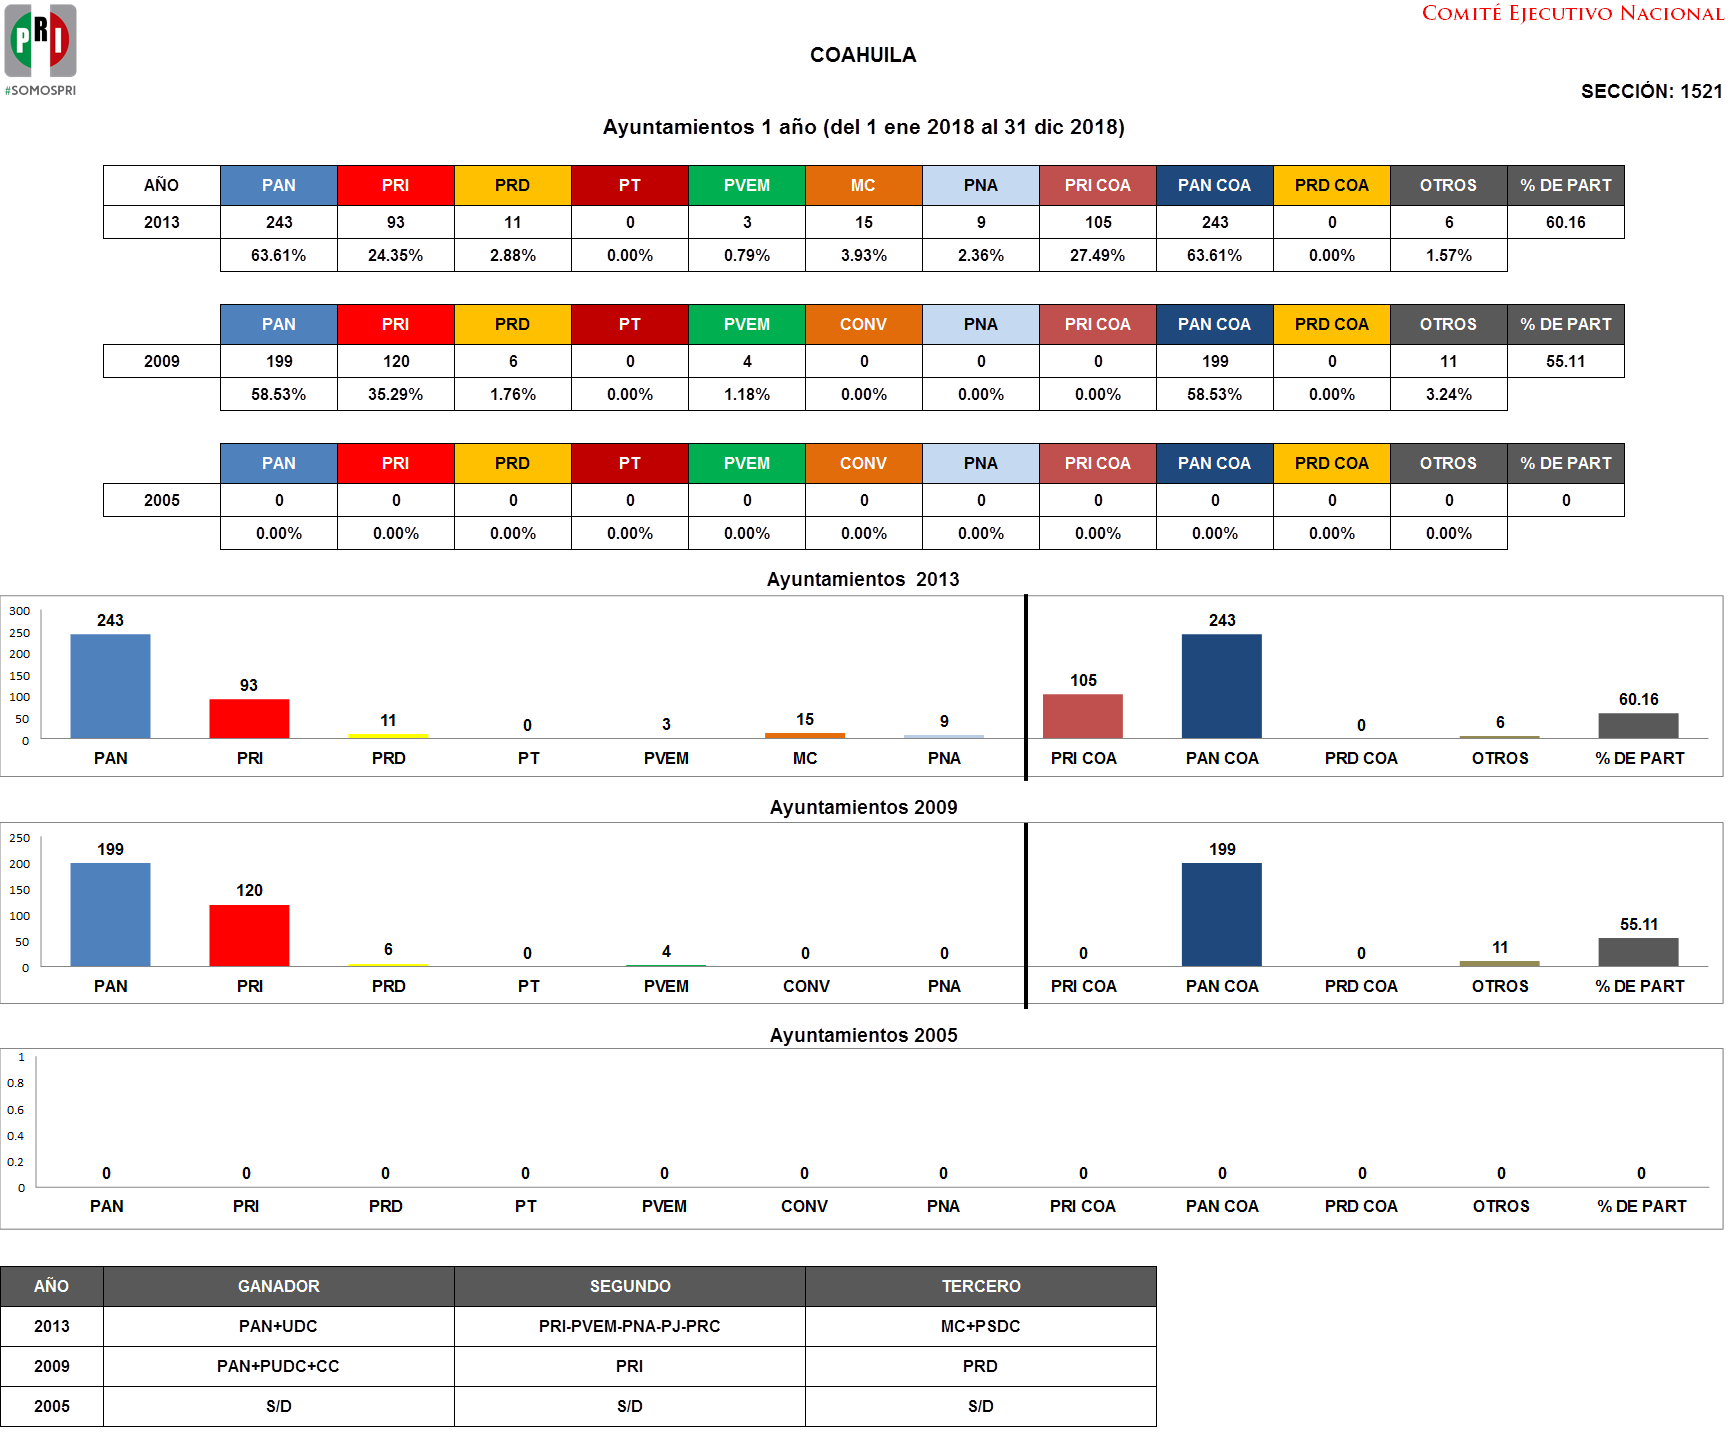 PRI
#SOMOSPRI
COMITÉ EJECUTIVO NACIONAL
COAHUILA
SECCIÓN: 1521
Ayuntamientos 1 año (del 1 ene 2018 al 31 dic 2018)
AÑO PAN PRI PRD PT PVEM MC PNA PRI COA PAN COA PRD COA OTROS % DE PART
2013 243 93 11 0 3 15 9 105 243 0 6 60.16
63.61% 24.35% 2.88% 0.00% 0.79% 3.93% 2.36% 27.49% 63.61% 0.00% 1.57%
PAN PRI PRD PT PVEM CONV PNA PRI COA PAN COA PRD COA OTROS % DE PART
2009 199 120 6 0 4 0 0 0 199 0 11 55.11
58.53% 35.29% 1.76% 0.00% 1.18% 0.00% 0.00% 0.00% 58.53% 0.00% 3.24%
PAN PRI PRD PT PVEM CONV PNA PRI COA PAN COA PRD COA OTROS % DE PART
2005 0 0 0 0 0 0 0 0 0 0 0 0
0.00% 0.00% 0.00% 0.00% 0.00% 0.00% 0.00% 0.00% 0.00% 0.00% 0.00%
Ayuntamientos 2013
300
250
200
150
100
50
0
243 93 11 0 3 15 9 105 243 0 6 60.16
PAN PRI PRD PT PVEM MC PNA PRI COA PAN COA PRD COA OTROS % DE PART
Ayuntamientos 2009
250
200
150
100
50
0
199 120 6 0 4 0 0 0 199 0 11 55.11
PAN PRI PRD PT PVEM CONV PNA PRI COA PAN COA PRD COA OTROS % DE PART
Ayuntamientos 2005
1
0.8
0.6
0.4
0.2
0
0 0 0 0 0 0 0 0 0 0 0 0
PAN PRI PRD PT PVEM CONV PNA PRI COA PAN COA PRD COA OTROS % DE PART
AÑO GANADOR SEGUNDO TERCERO
2013 PAN+UDC PRI-PVEM-PNA-PJ-PRC MC+PSDC
2009 PAN+PUDC+CC PRI PRD
2005 S/D S/D S/D